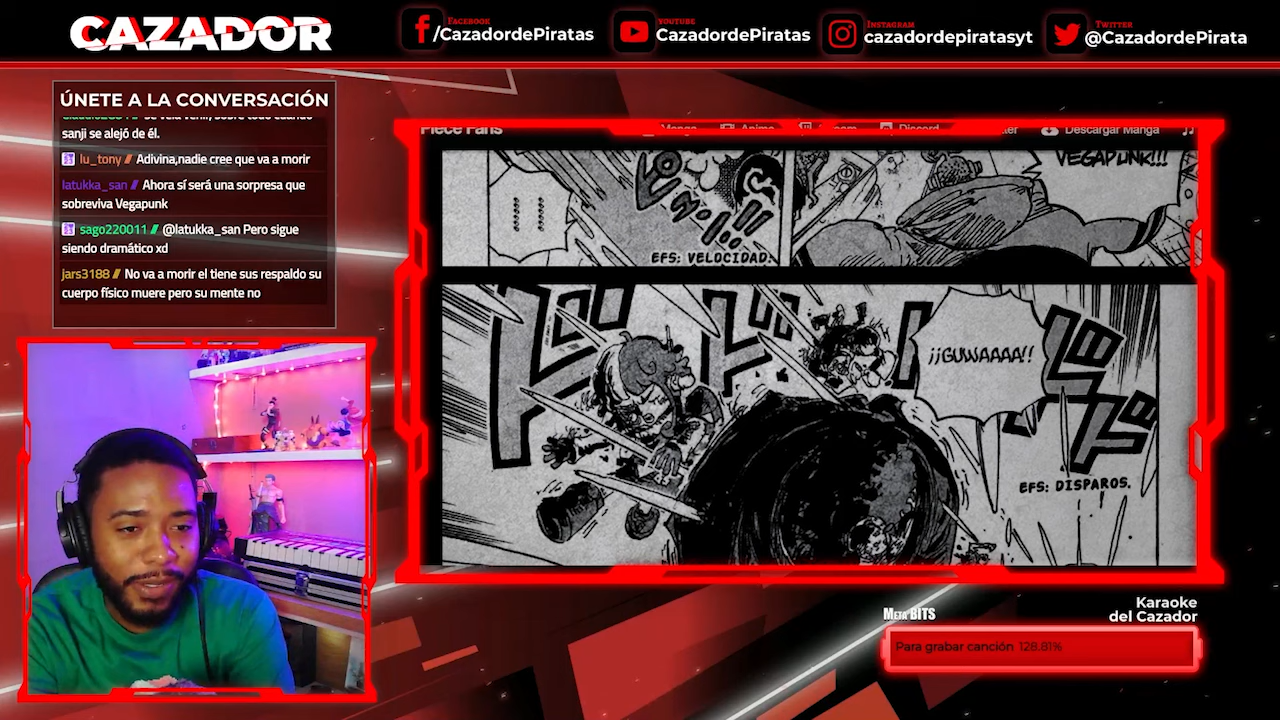 CAZADOR
FACEBOOK
/CazadordePiratas
YOUTUBE
CazadordePiratas
INSTAGRAM
cazadordepiratasyt
TWITTER
@CazadordePirata
ÚNETE A LA CONVERSACIÓN
sanji se alejó de él.
lu_tony // Adivina,nadie cree que va a morir
latukka_san // Ahora sí será una sorpresa que
sobreviva Vegapunk
sago220011 // @latukka_san Pero sigue
siendo dramático xd
jars3188 // No va a morir el tiene sus respaldo su
cuerpo físico muere pero su mente no
Piece Fans
Manga
Anime
Discord
Descargar Manga
VEGAPUNK!!!
EFS: VELOCIDAD.
¡¡GUWAAAA!!
EFS: DISPAROS.
META BITS
Karaoke
del Cazador
Para grabar canción 128.81%